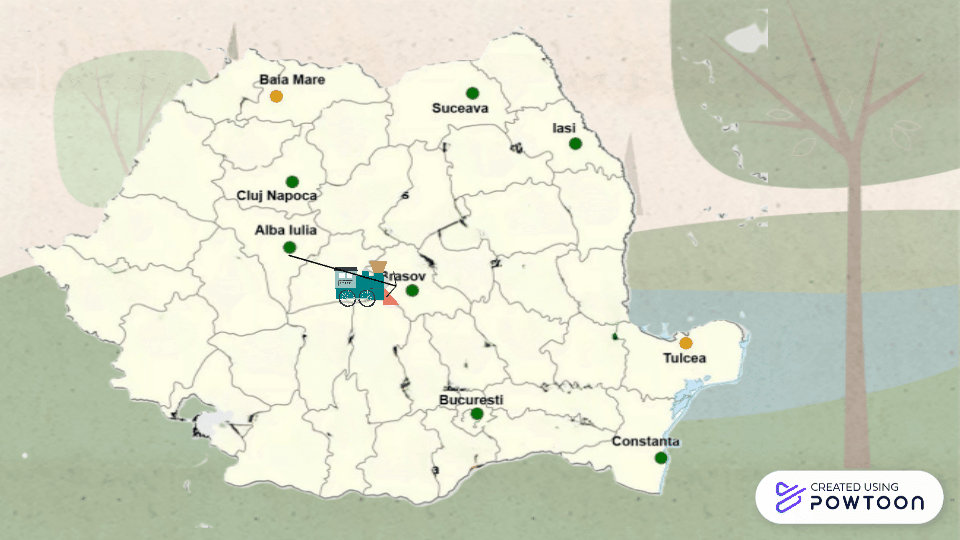 Baia Mare
Suceava
Iasi
Cluj Napoca
Alba Iulia
Brasov
Tulcea
Bucuresti
Constanta
CREATED USING
POWTOON